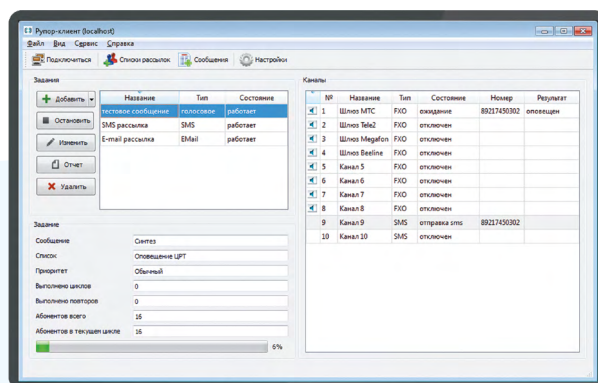 Рупор-клиент (localhost)
Файл Вид Сервис Справка
Подключиться Списки рассылок Сообщения Настройки
Задания
Добавить
Остановить
Изменить
Отчет
Удалить
Название Тип Состояние
тестовое сообщение голосовое работает
SMS рассылка SMS работает
E-mail рассылка EMail работает
Задание
Сообщение Синтез
Список Оповещение ЦРТ
Приоритет Обычный
Выполнено циклов 0
Выполнено повторов 0
Абонентов всего 16
Абонентов в текущем цикле 16
6%
Каналы
№ Название Тип Состояние Номер Результат
1 Шлюз МТС FXO ожидание 89217450302 оповещен
2 Шлюз Tele2 FXO отключен
3 Шлюз Megafon FXO отключен
4 Шлюз Beeline FXO отключен
5 Канал 5 FXO отключен
6 Канал 6 FXO отключен
7 Канал 7 FXO отключен
8 Канал 8 FXO отключен
9 Канал 9 SMS отправка sms 89217450302
10 Канал 10 SMS отключен